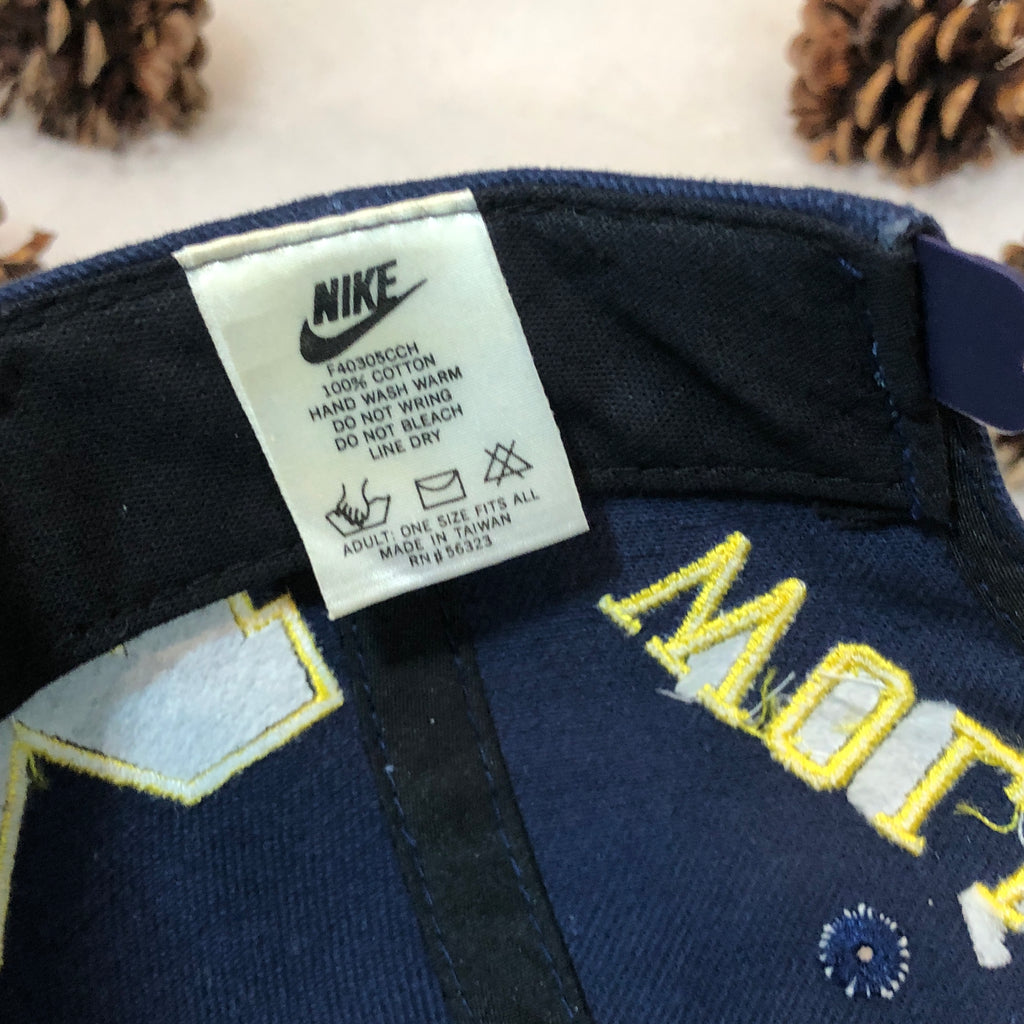 NIKE
F40305CCH
100% COTTON
HAND WASH WARM
DO NOT WRING
DO NOT BLEACH
LINE DRY
ADULT: ONE SIZE FITS ALL
MADE IN TAIWAN
RN#56323